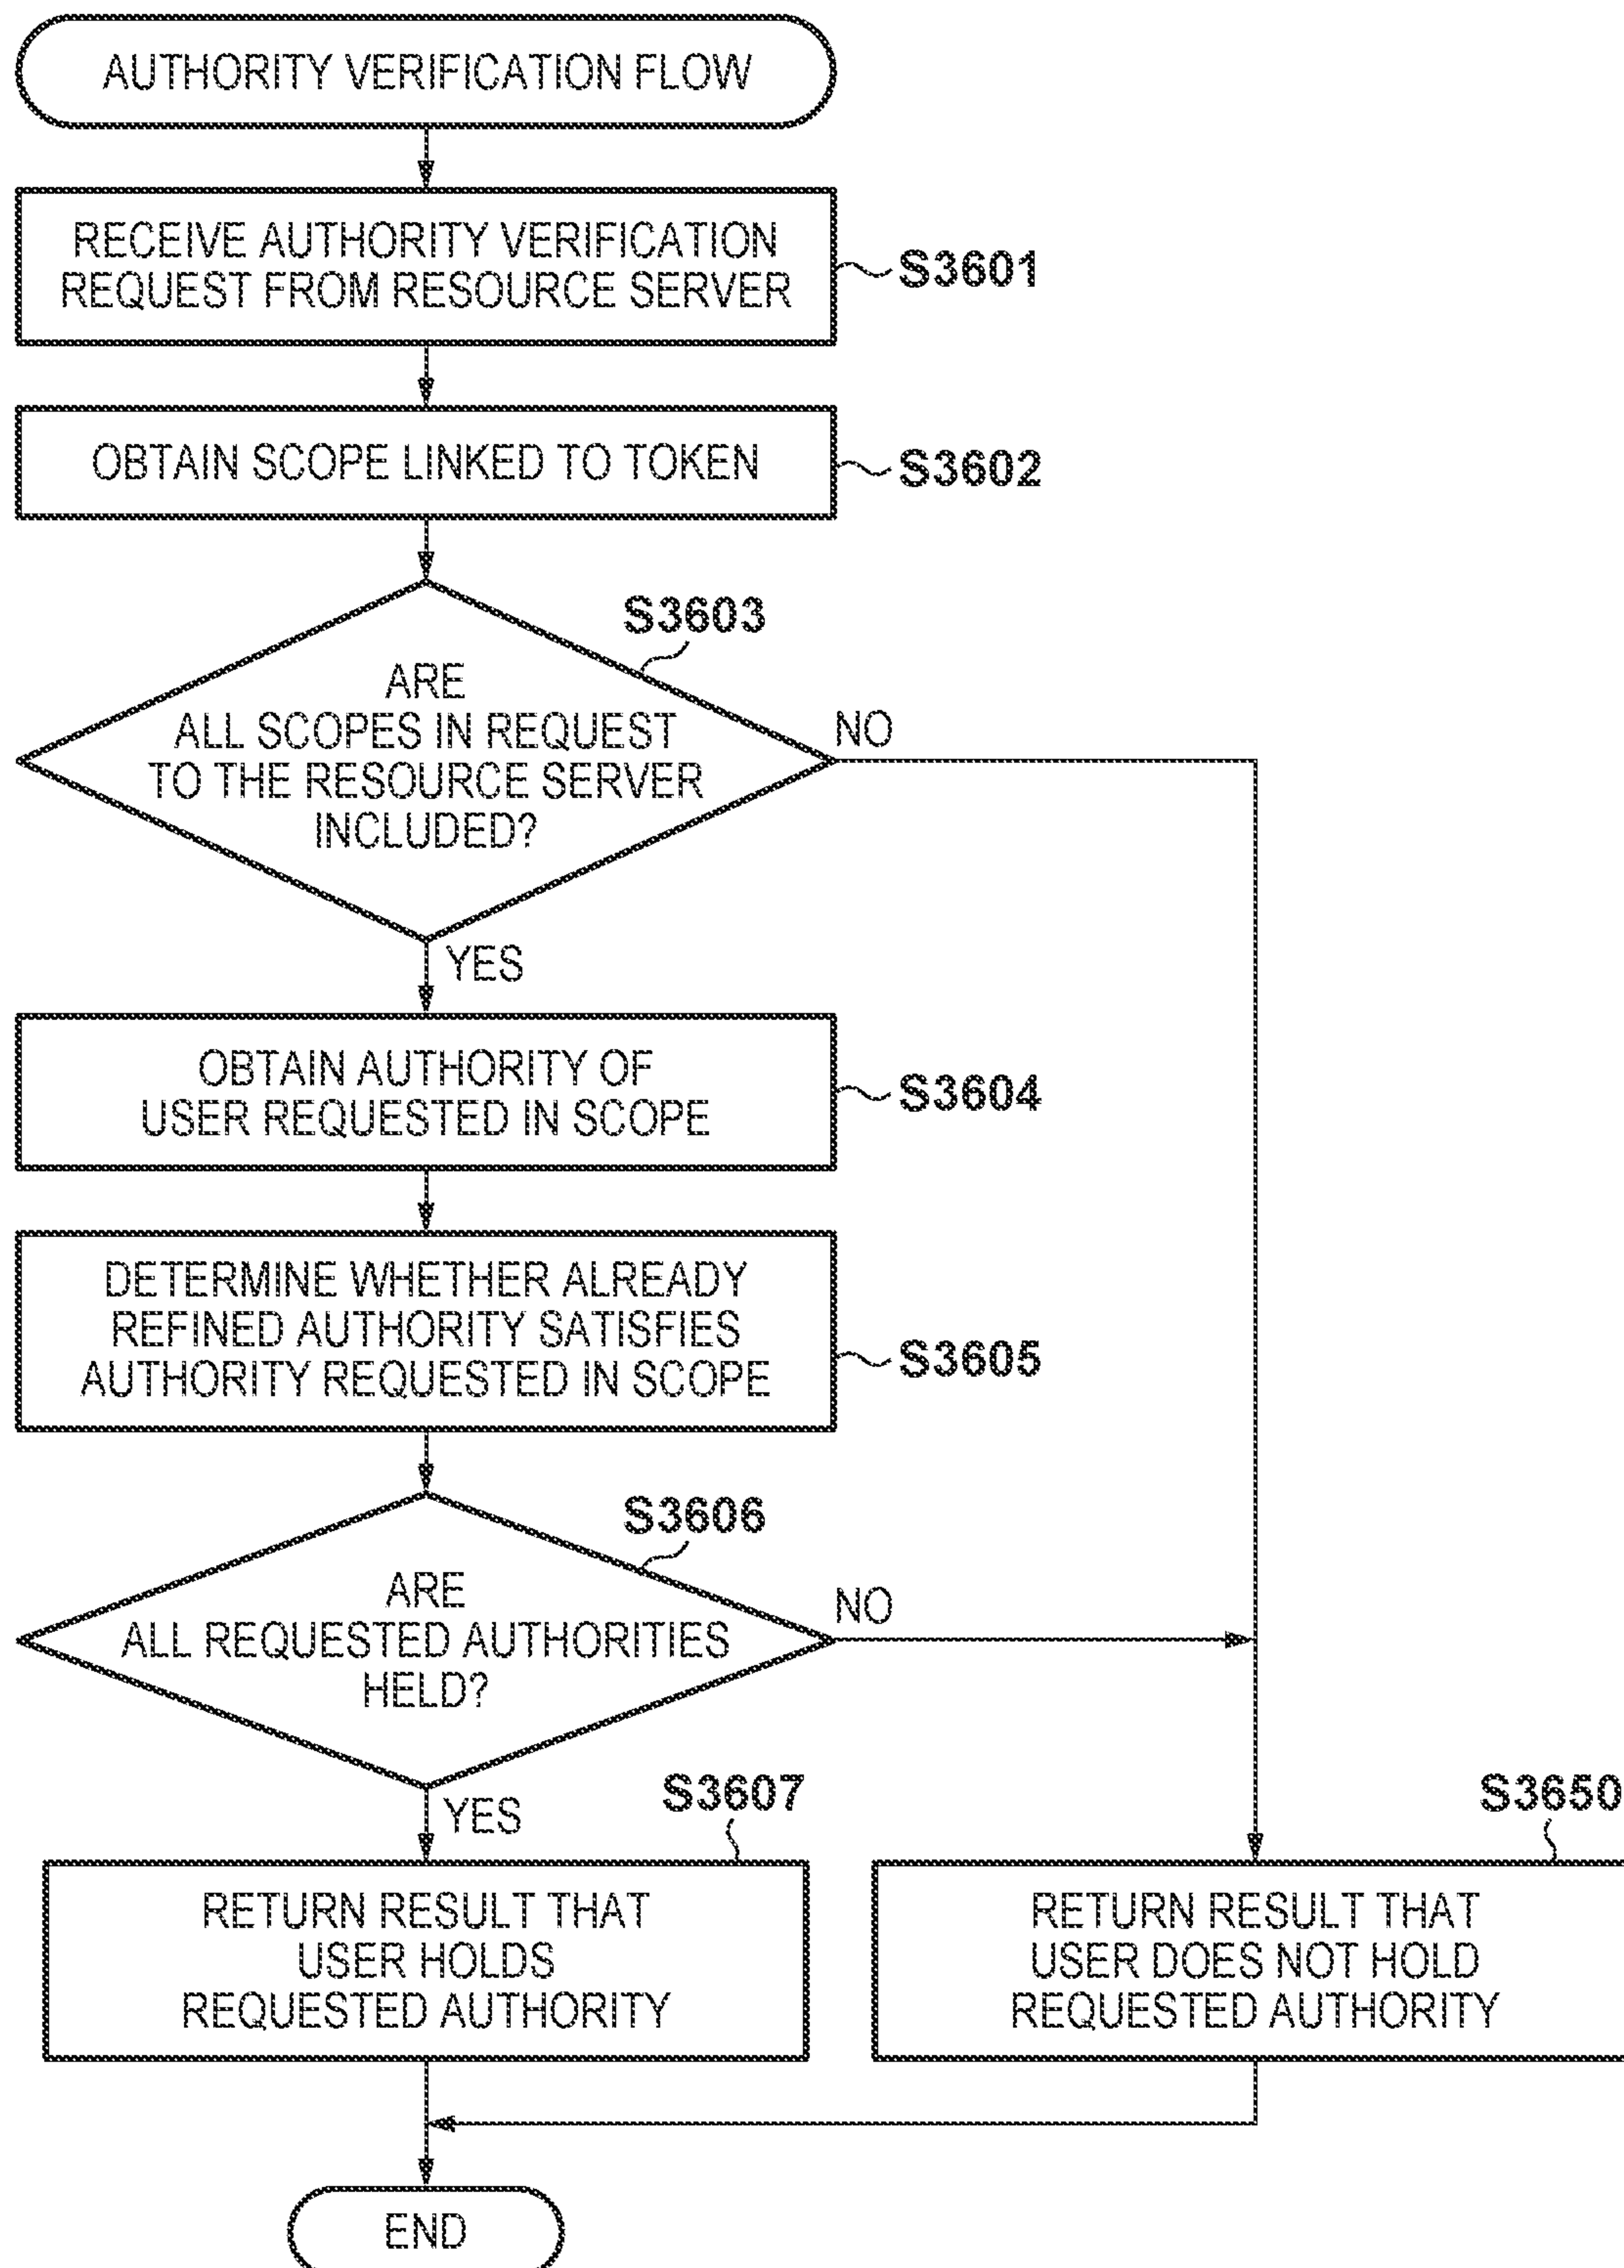 AUTHORITY VERIFICATION FLOW
RECEIVE AUTHORITY VERIFICATION
REQUEST FROM RESOURCE SERVER
S3601
OBTAIN SCOPE LINKED TO TOKEN
S3602
S3603
ARE
ALL SCOPES IN REQUEST
TO THE RESOURCE SERVER
INCLUDED?
NO
YES
OBTAIN AUTHORITY OF
USER REQUESTED IN SCOPE
S3604
DETERMINE WHETHER ALREADY
REFINED AUTHORITY SATISFIES
AUTHORITY REQUESTED IN SCOPE
S3605
S3606
ARE
ALL REQUESTED AUTHORITIES
HELD?
NO
YES
S3607
RETURN RESULT THAT
USER HOLDS
REQUESTED AUTHORITY
S3650
RETURN RESULT THAT
USER DOES NOT HOLD
REQUESTED AUTHORITY
END